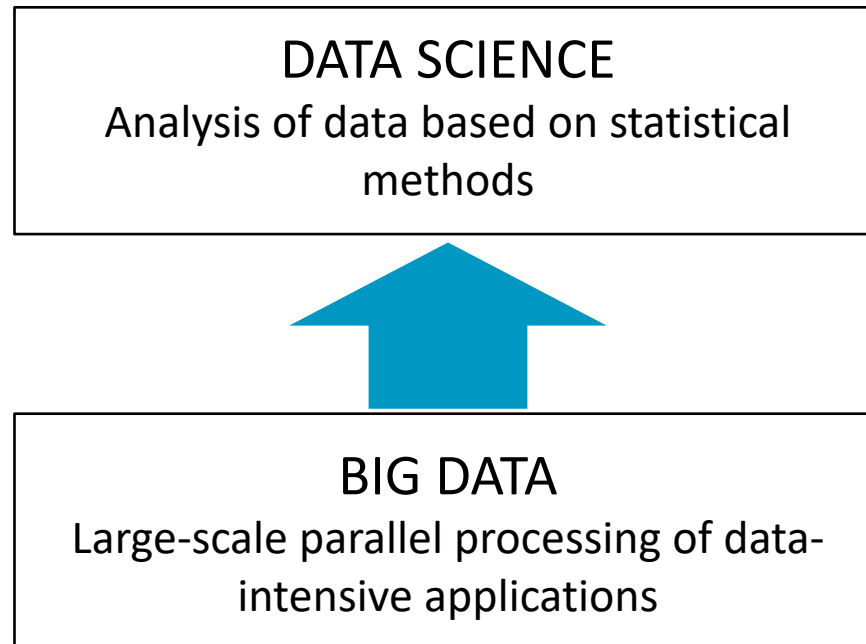 DATA SCIENCE
Analysis of data based on statistical
methods
BIG DATA
Large-scale parallel processing of data-
intensive applications